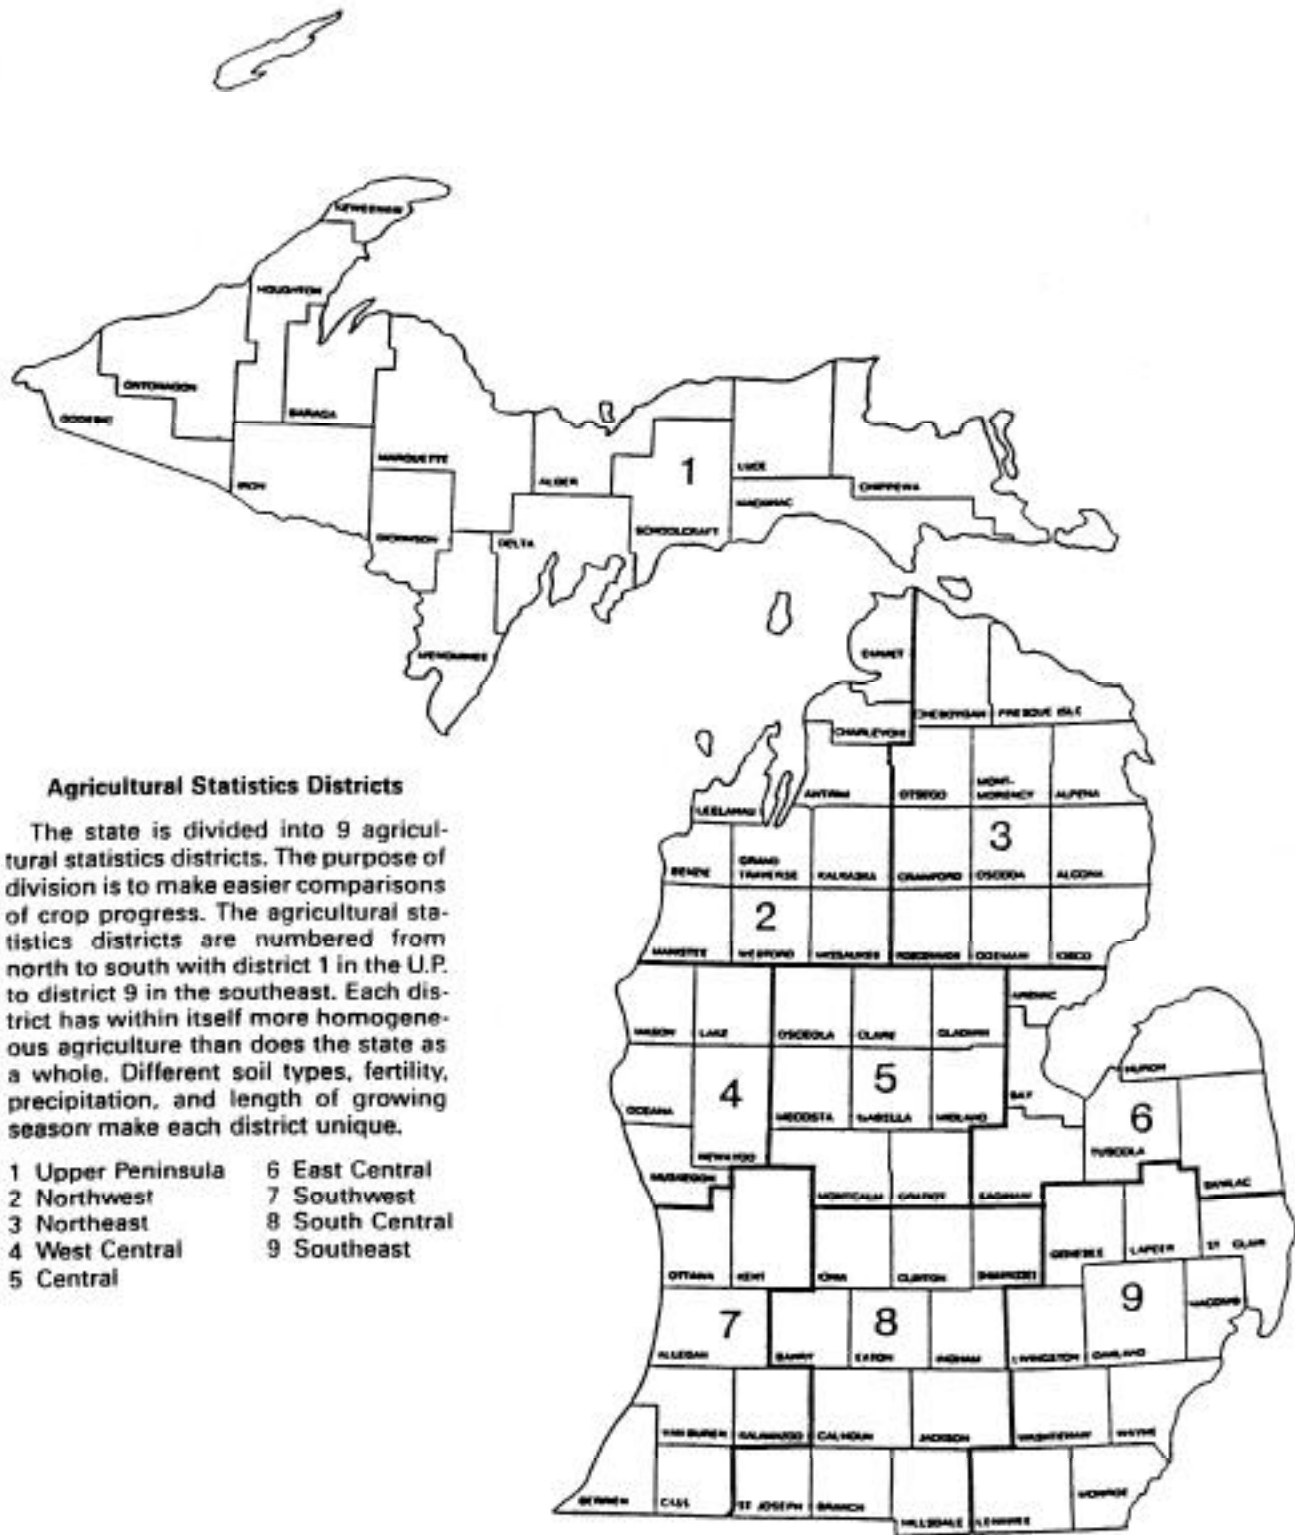 KEWEENAW
HOUGHTON
ONTONAGON
GOGEBIC
BARAGA
MARQUETTE
IRON
1
LUCE
ALGER
CHIPPEWA
MACKINAC
SCHOOLCRAFT
DICKINSON
DELTA
MENOMINEE
EMMET
CHEBOYGAN PRESQUE ISLE
CHARLEVOIX
Agricultural Statistics Districts
The state is divided into 9 agricul-
tural statistics districts. The purpose of
division is to make easier comparisons
of crop progress. The agricultural sta-
tistics districts are numbered from
north to south with district 1 in the U.P.
to district 9 in the southeast. Each dis-
trict has within itself more homogene-
ous agriculture than does the state as
a whole. Different soil types, fertility,
precipitation, and length of growing
season make each district unique.
1 Upper Peninsula
2 Northwest
3 Northeast
4 West Central
5 Central
6 East Central
7 Southwest
8 South Central
9 Southeast
MONT-
ANTRIM OTSEGO MORENCY ALPENA
LEELANAU
3
GRAND
BENZIE TRAVERSE KALKASKA CRAWFORD OSCODA ALCONA
2
MANISTEE WEXFORD MISSAUKEE ROSCOMMON OGEMAW IOSCO
ARENAC
MASON LAKE OSCEOLA CLARE GLADWIN
HURON
4 5 BAY 6
OCEANA MECOSTA ISABELLA MIDLAND
TUSCOLA
NEWAYGO
MUSKEGON SANILAC
MONTCALM GRATIOT SAGINAW
GENESEE LAPEER ST CLAIR
OTTAWA KENT IONIA CLINTON SHIAWASSEE
7 8 9 MACOMB
ALLEGAN BARRY EATON INGHAM LIVINGSTON OAKLAND
VAN BUREN KALAMAZOO CALHOUN JACKSON WASHTENAW WAYNE
BERRIEN CASS ST JOSEPH BRANCH HILLSDALE LENAWEE MONROE